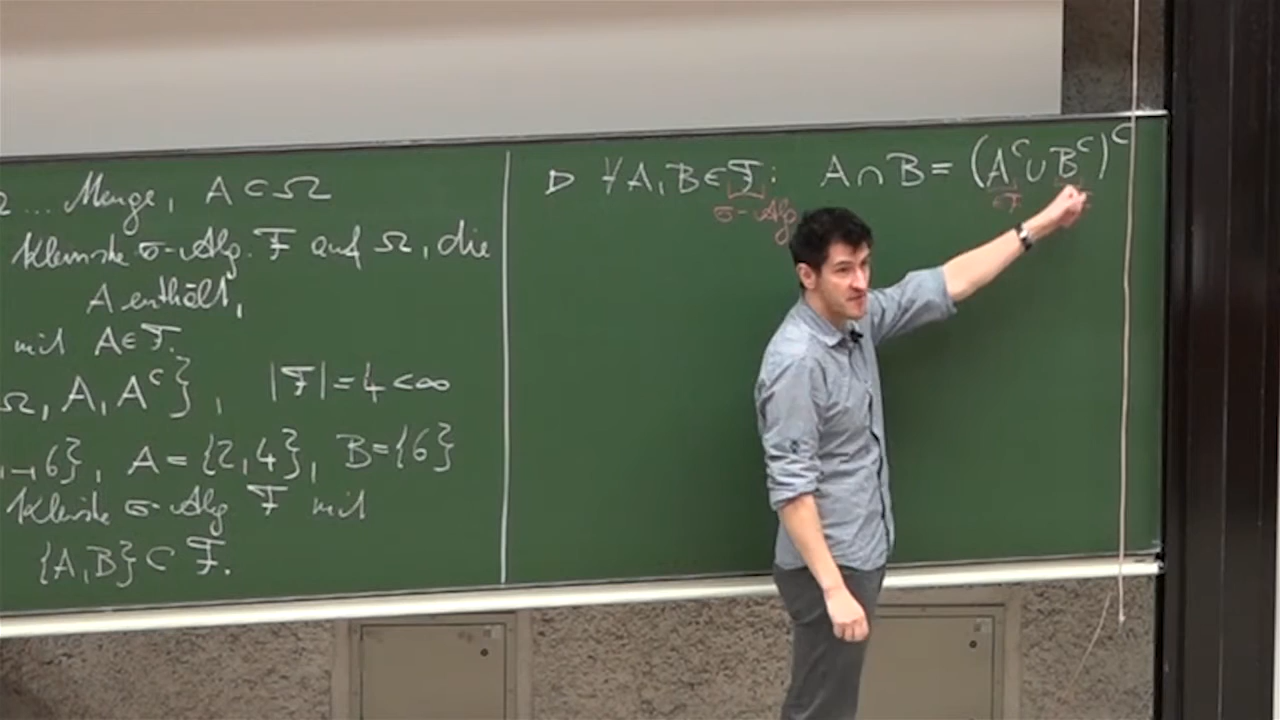 Ω ... Menge, A ⊂ Ω
Kleinste σ-Alg. F auf Ω, die
A enthält,
mit A ∈ F.
Ω, A, A^c}, |F| = 4 < ∞
6}, A = {2,4}, B = {6}
Kleinste σ-Alg F mit
{A,B} ⊂ F.
▷ ∀A, B ∈ F: A ∩ B = (A^c ∪ B^c)^c
σ-Alg ∈F